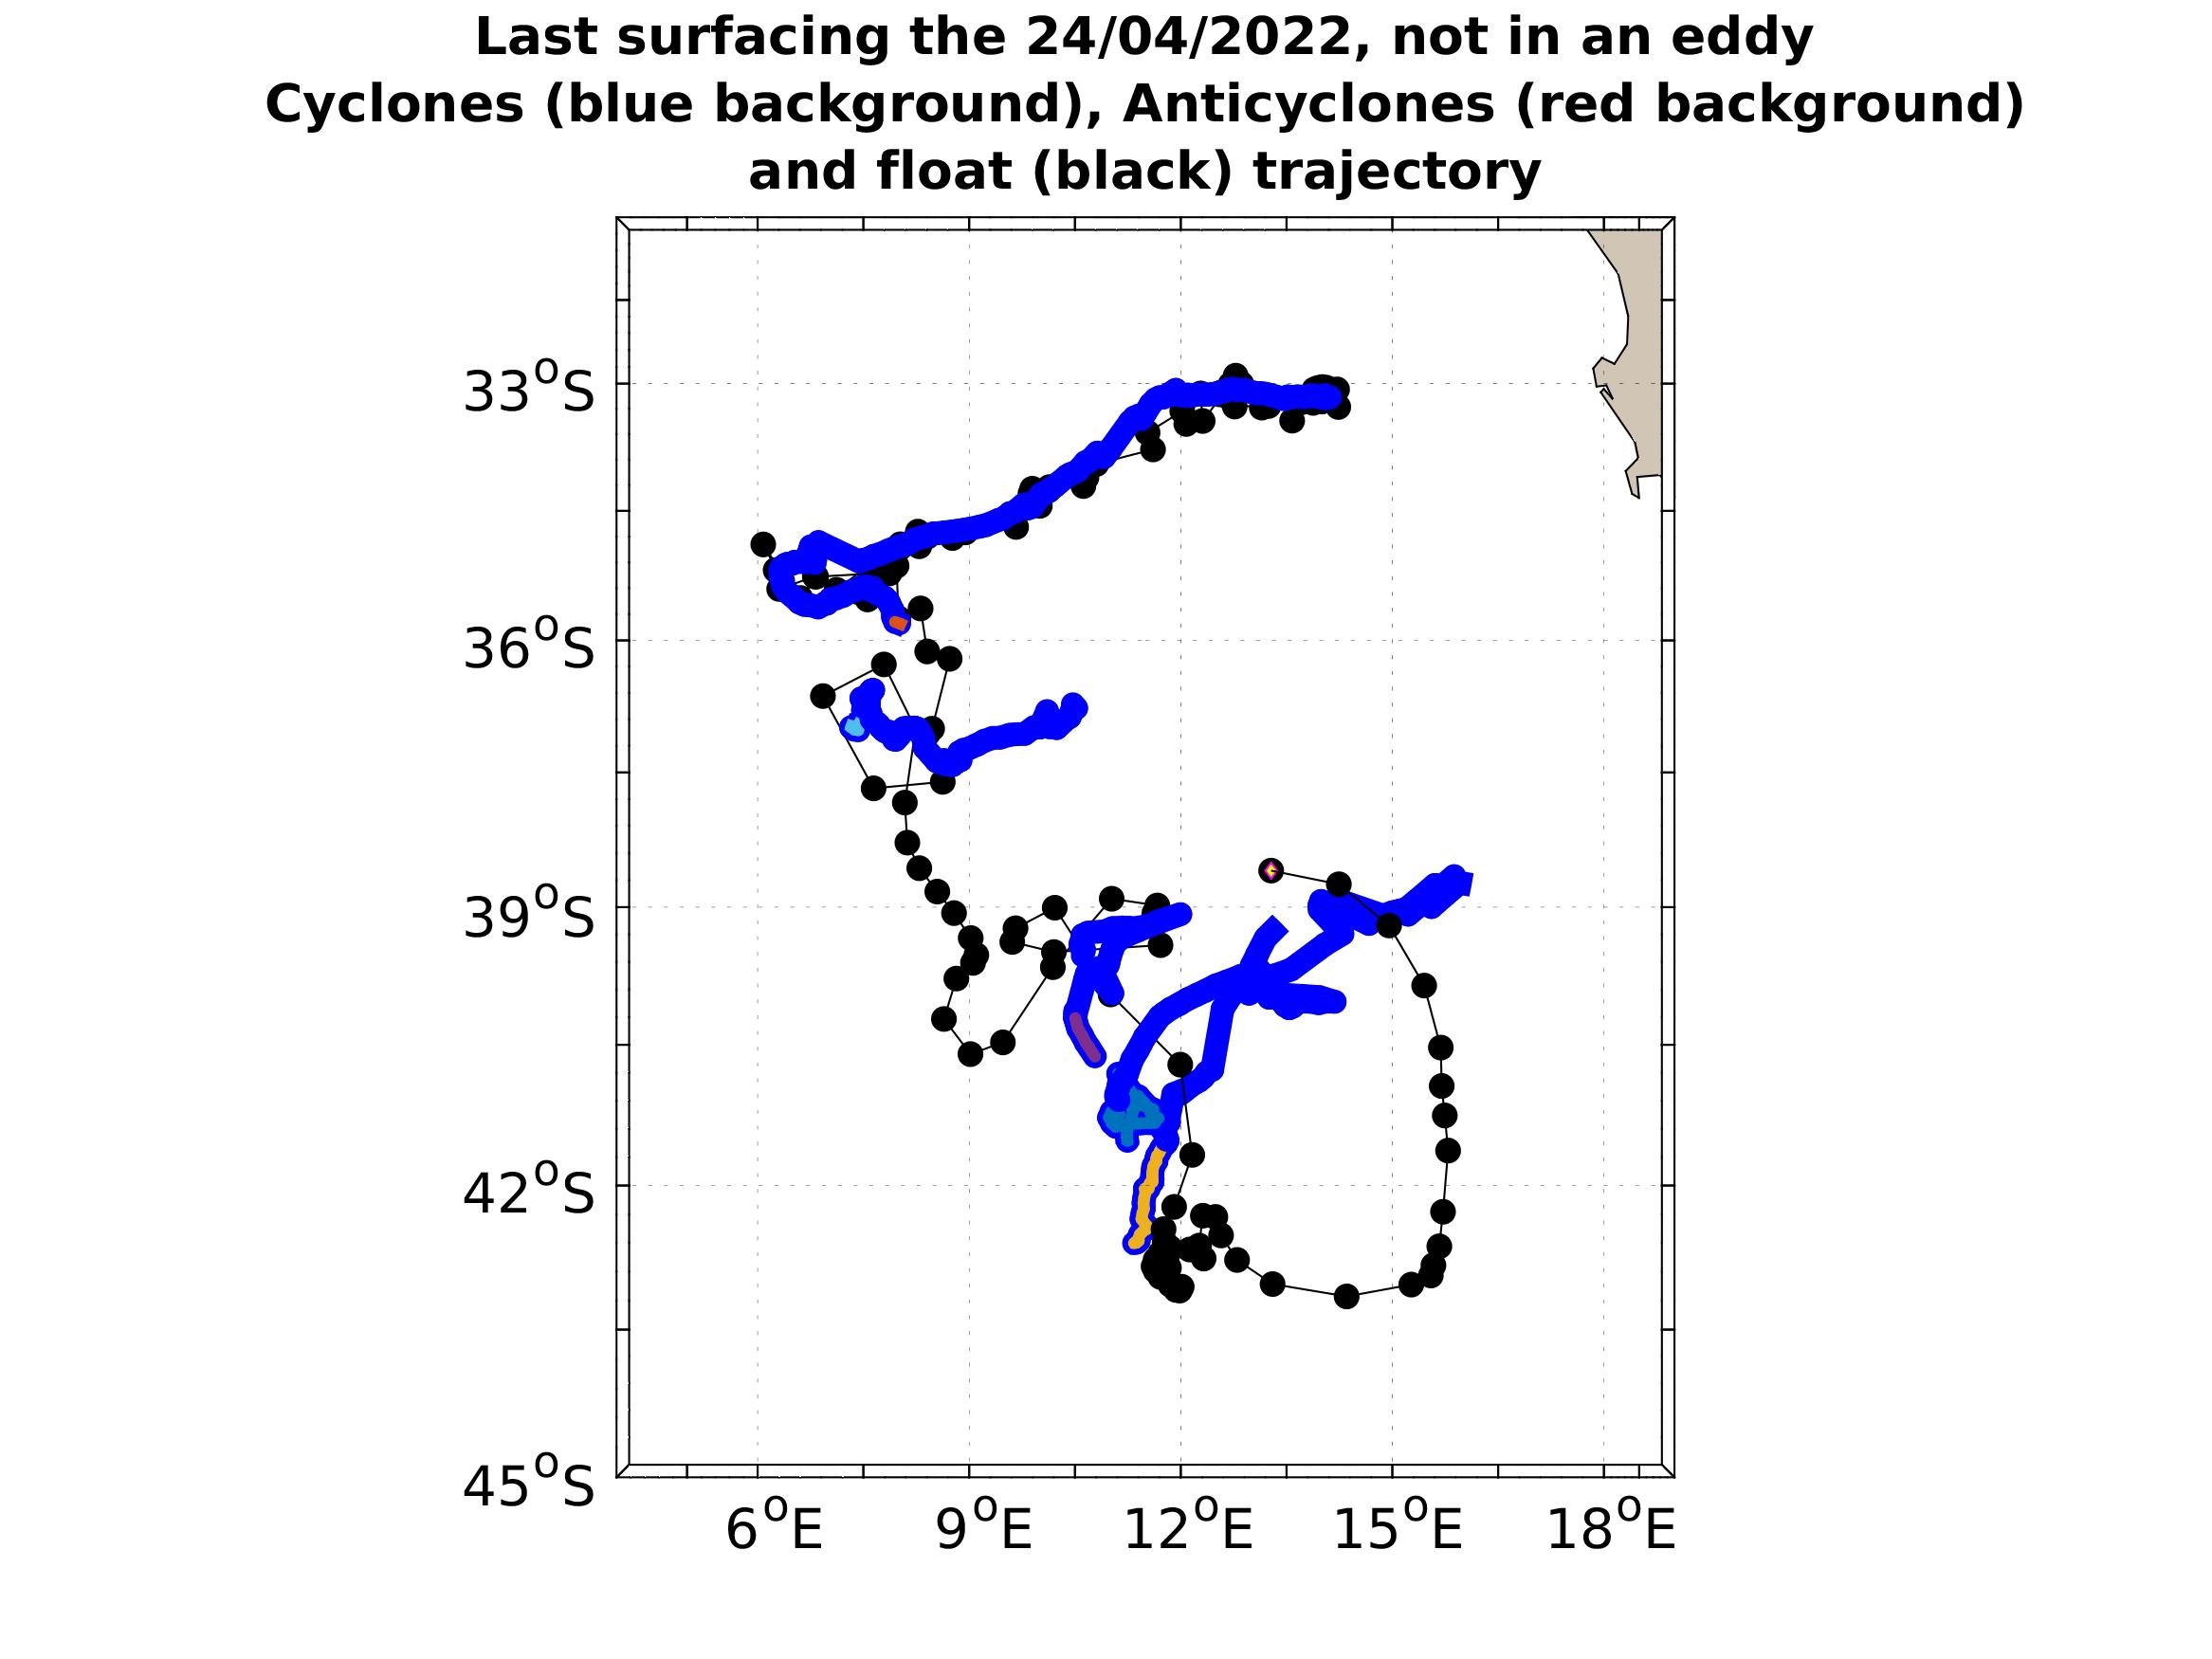 Last surfacing the 24/04/2022, not in an eddy
Cyclones (blue background), Anticyclones (red background)
and float (black) trajectory
33°S
36°S
39°S
42°S
45°S
6°E 9°E 12°E 15°E 18°E